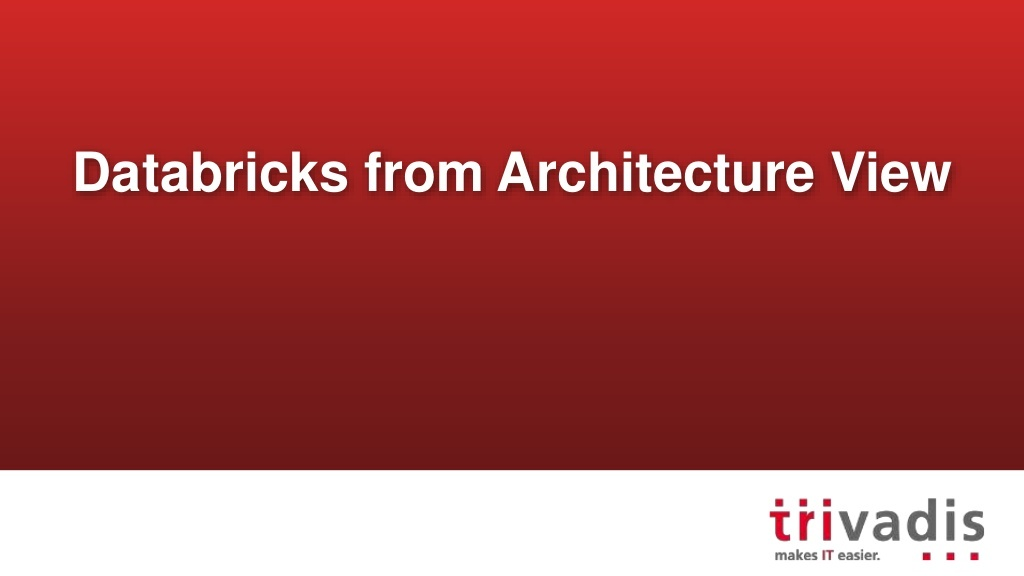 Databricks from Architecture View
trivadis
makes IT easier.